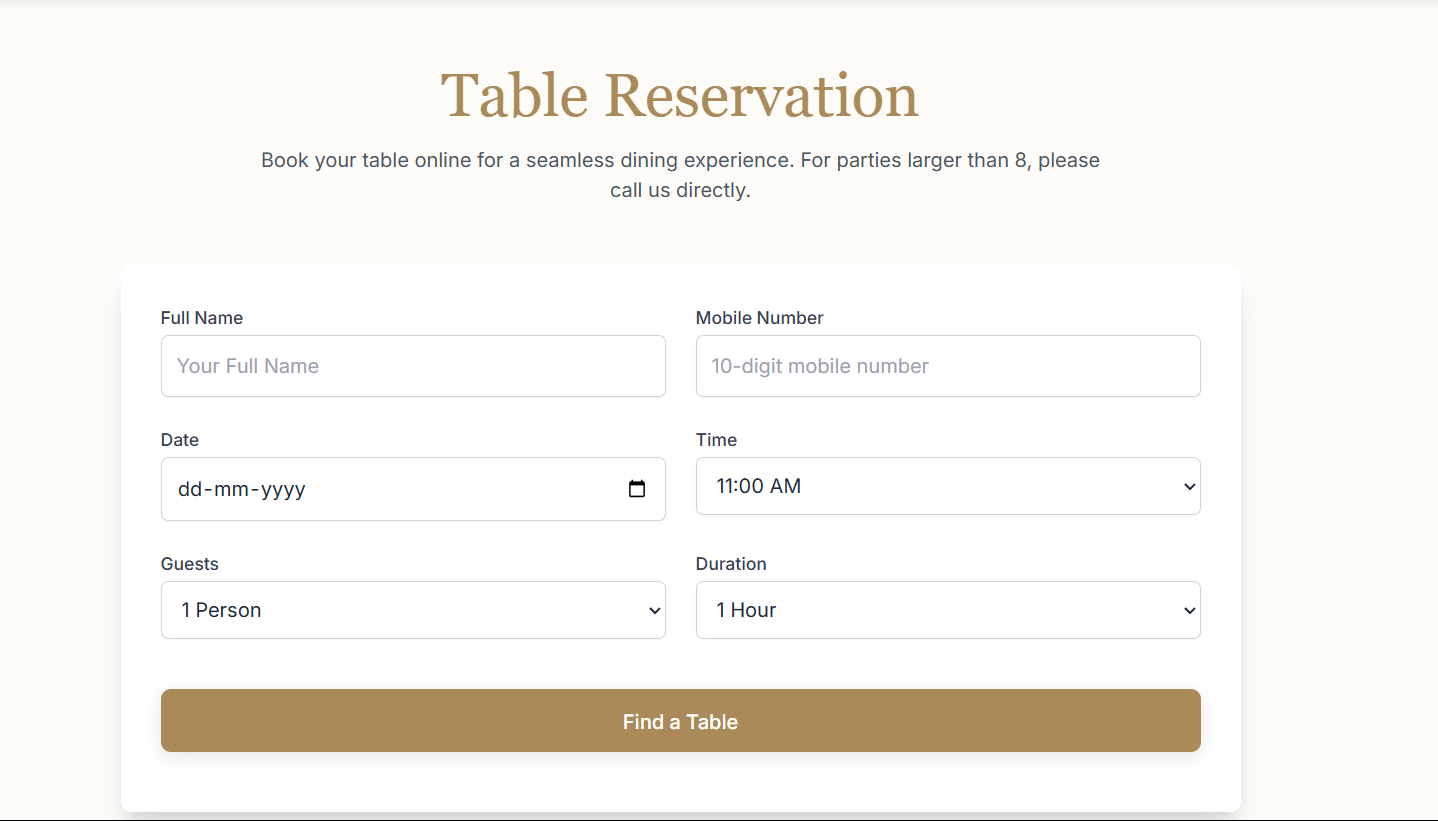 Table Reservation
Book your table online for a seamless dining experience. For parties larger than 8, please
call us directly.
Full Name
Mobile Number
Your Full Name
10-digit mobile number
Date
Time
dd-mm-yyyy
11:00 AM
Guests
Duration
1 Person
1 Hour
Find a Table